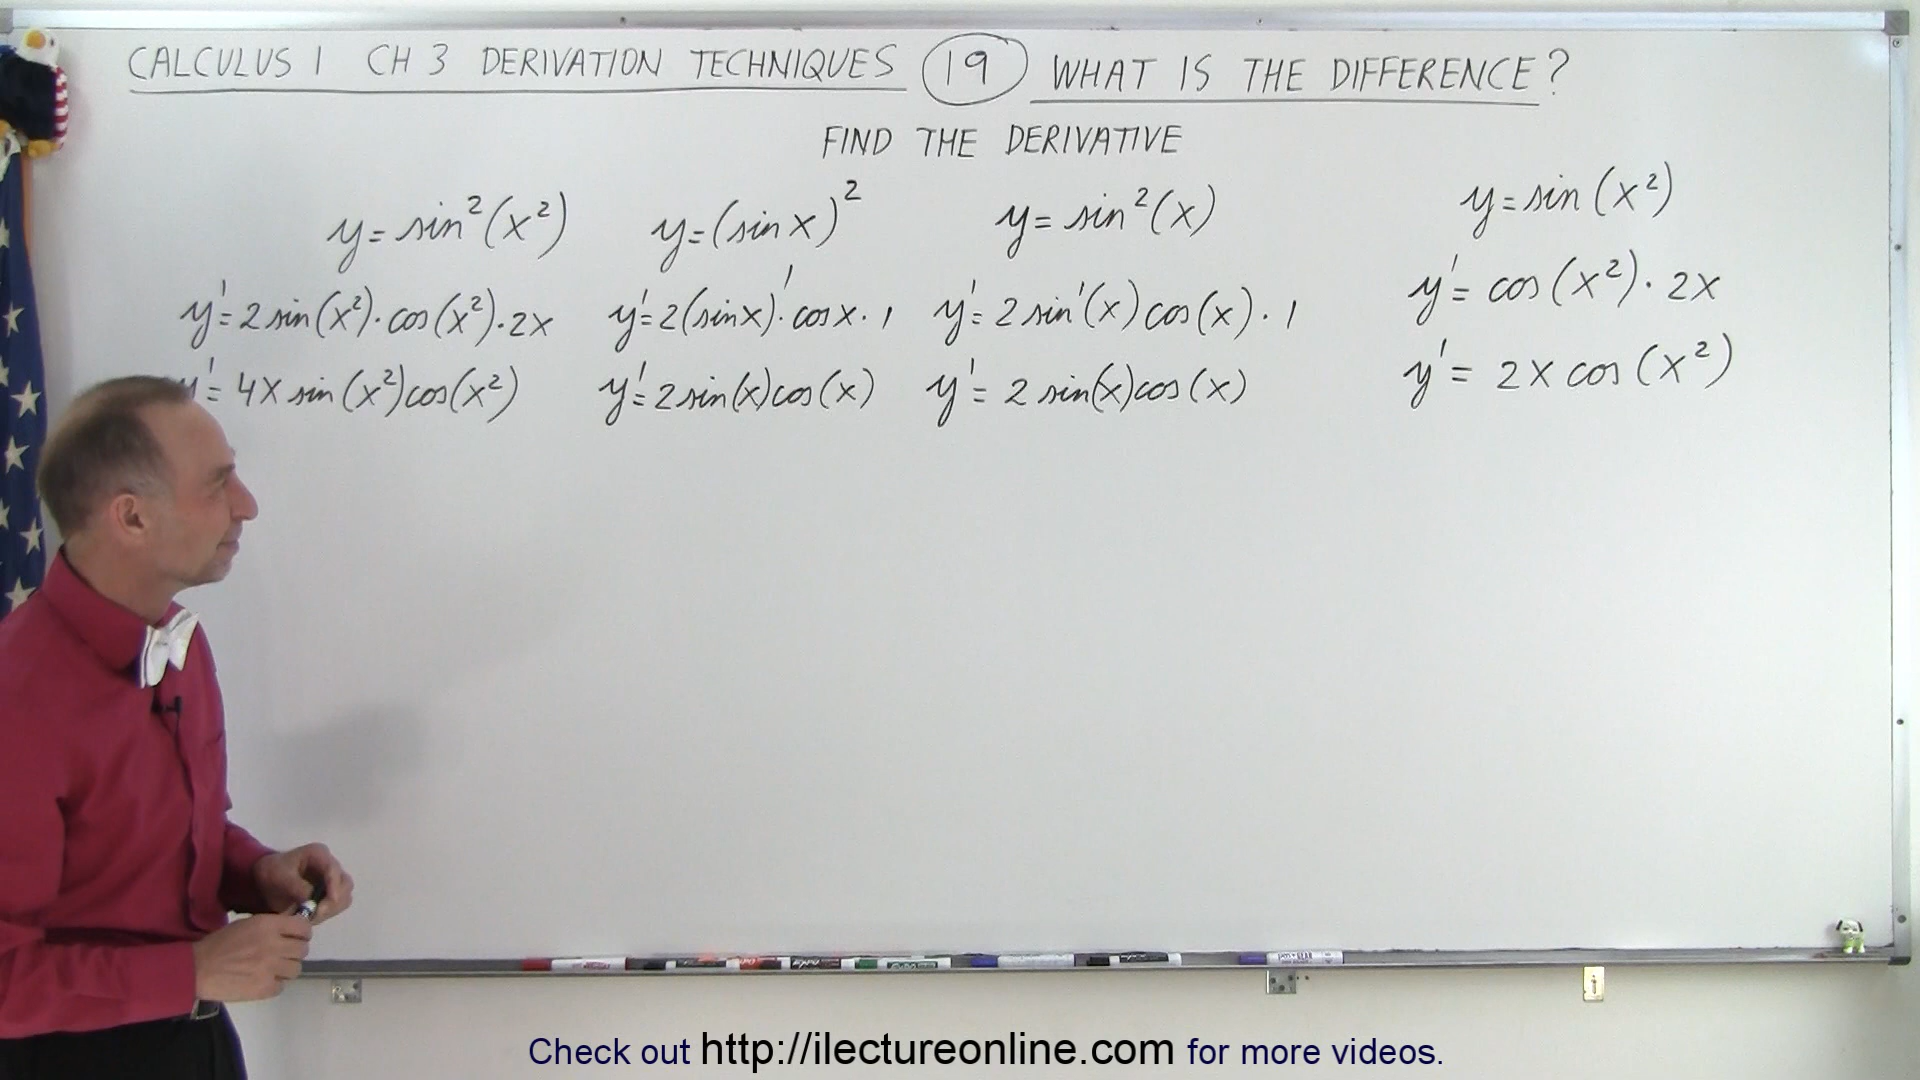 CALCULUS 1 CH 3 DERIVATION TECHNIQUES 19 WHAT IS THE DIFFERENCE?
FIND THE DERIVATIVE
y = sin²(x²)
y' = 2 sin(x²) · cos(x²) · 2x
y' = 4x sin(x²) cos(x²)
y = (sin x)²
y' = 2(sin x)¹ · cos x · 1
y' = 2 sin(x) cos(x)
y = sin²(x)
y' = 2 sin¹(x) cos(x) · 1
y' = 2 sin(x) cos(x)
y = sin(x²)
y' = cos(x²) · 2x
y' = 2x cos(x²)
Check out http://ilectureonline.com for more videos.